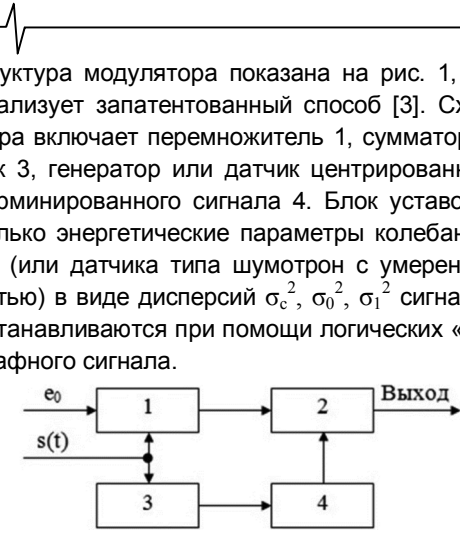 уктура модулятора показана на рис. 1,
ализует запатентованный способ [3]. Сх
ра включает перемножитель 1, сумматор
к 3, генератор или датчик центрированн
рминированного сигнала 4. Блок уставо
лько энергетические параметры колебан
(или датчика типа шумотрон с умерен
тью) в виде дисперсий σc², σ0², σ1² сигна
танавливаются при помощи логических «
афного сигнала.
e0 1 2 Выход
s(t)
3 4